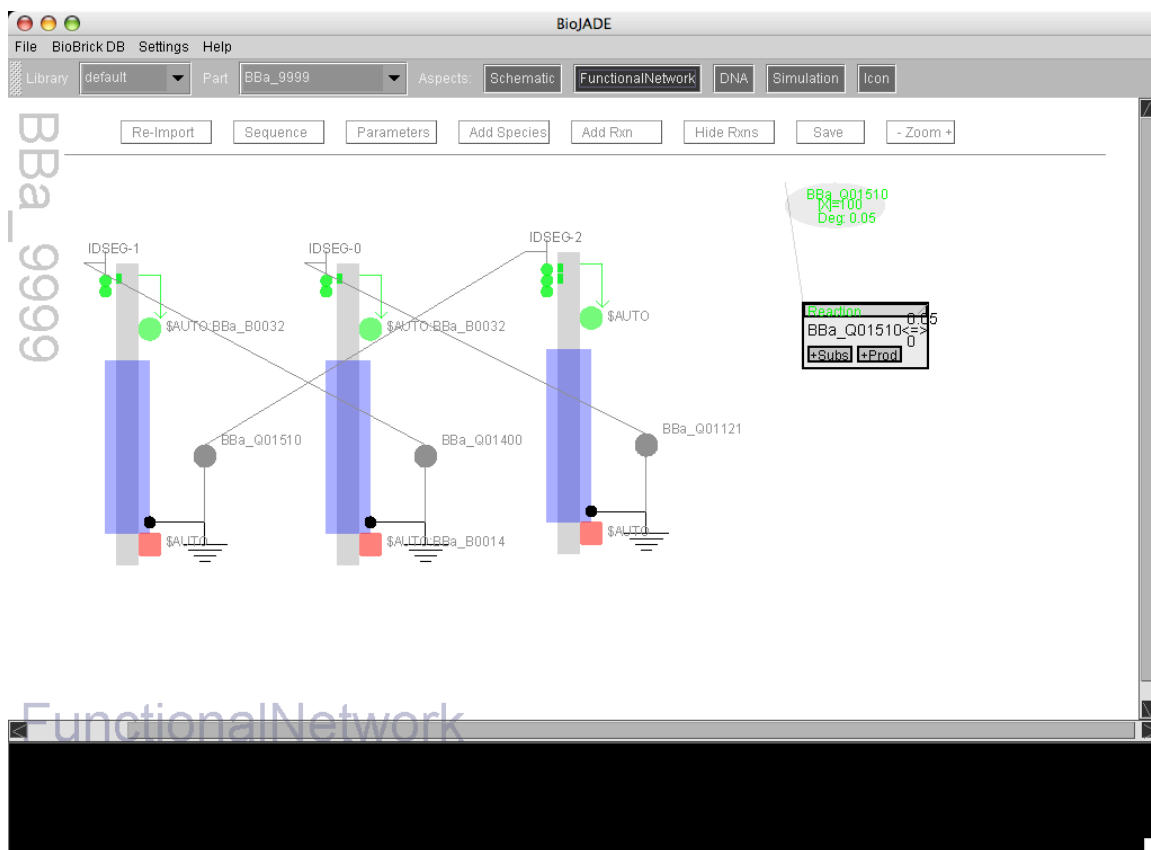 BioJADE
File BioBrick DB Settings Help
Library default Part BBa_9999 Aspects: Schematic FunctionalNetwork DNA Simulation Icon
BBa_9999
Re-Import Sequence Parameters Add Species Add Rxn Hide Rxns Save - Zoom +
BBa_Q01510
[X]=100
Deg: 0.05
IDSEG-1 IDSEG-0 IDSEG-2
$AUTO:BBa_B0032 $AUTO:BBa_B0032 $AUTO
Reaction
0.05
BBa_Q01510<=>
0
+Subs +Prod
BBa_Q01510 BBa_Q01400 BBa_Q01121
$AUTO $AUTO:BBa_B0014 $AUTO
FunctionalNetwork